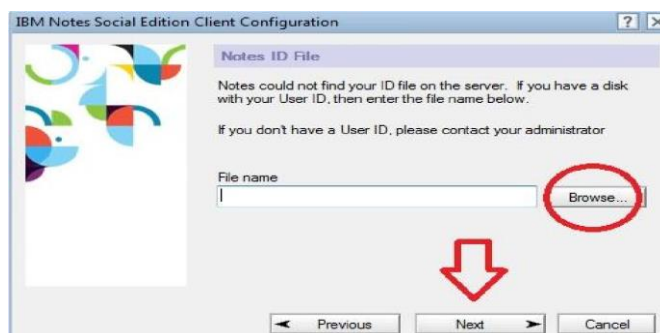 IBM Notes Social Edition Client Configuration
Notes ID File
Notes could not find your ID file on the server. If you have a disk
with your User ID, then enter the file name below.
If you don't have a User ID, please contact your administrator
File name
Browse...
Previous Next Cancel